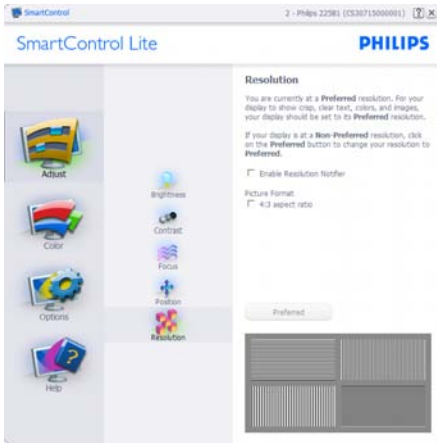 SmartControl
2 - Philips 225B1 (CS30715000001)
SmartControl Lite
PHILIPS
Adjust
Color
Options
Help
Brightness
Contrast
Focus
Position
Resolution
Resolution
You are currently at a Preferred resolution. For your
display to show crisp, clear text, colors, and images,
your display should be set to its Preferred resolution.
If your display is at a Non-Preferred resolution, click
on the Preferred button to change your resolution to
Preferred.
Enable Resolution Notifier
Picture Format
4:3 aspect ratio
Preferred